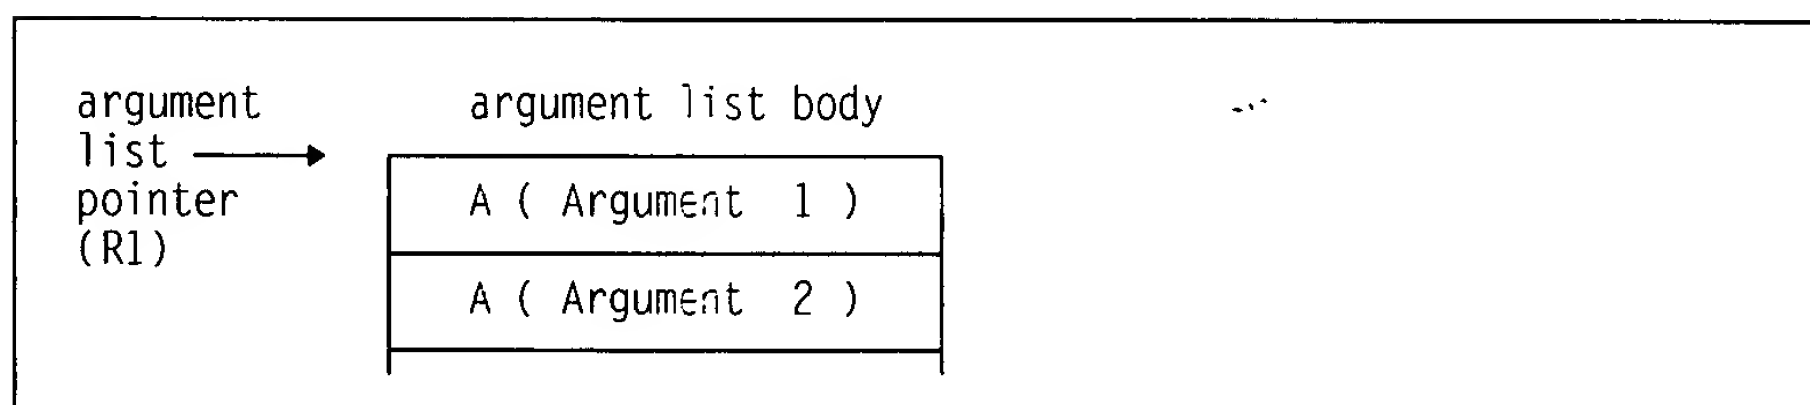 argument
list
pointer
(R1)
argument list body
A ( Argument 1 )
A ( Argument 2 )